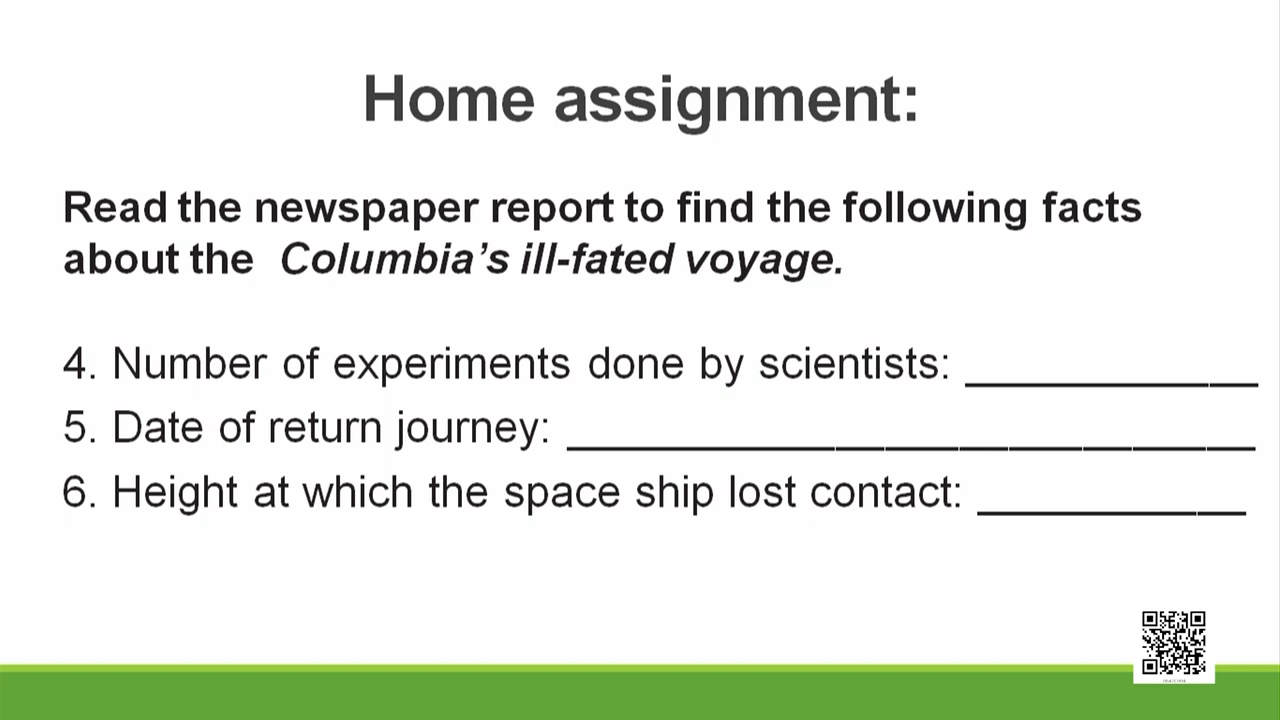 Home assignment:
Read the newspaper report to find the following facts
about the Columbia’s ill-fated voyage.
4. Number of experiments done by scientists: ____________
5. Date of return journey: ____________________________
6. Height at which the space ship lost contact: ___________